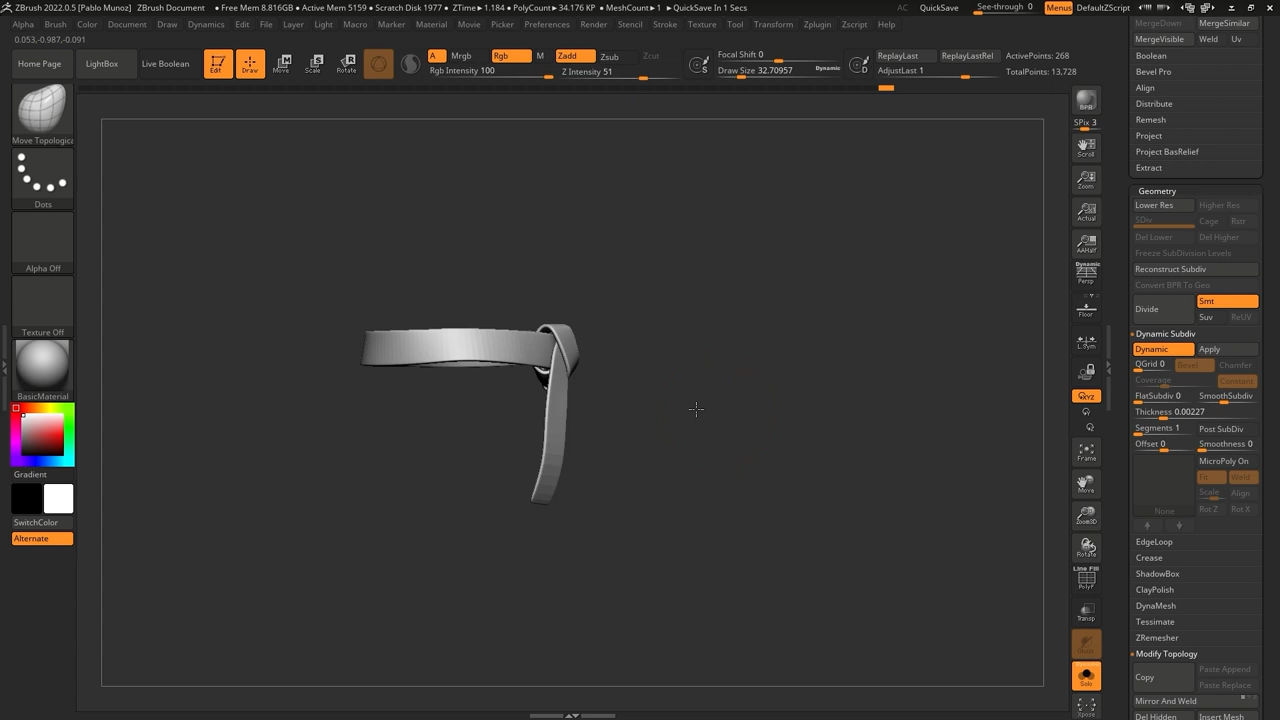 ZBrush 2022.0.5 [Pablo Munoz] ZBrush Document ● Free Mem 8.816GB ● Active Mem 5159 ● Scratch Disk 1977 ● ZTime▸1.184 ● PolyCount▸34.176 KP ● MeshCount▸1 ▸QuickSave In 1 Secs AC QuickSave See-through 0 Menus DefaultZScript
Alpha Brush Color Document Draw Dynamics Edit File Layer Light Macro Marker Material Movie Picker Preferences Render Stencil Stroke Texture Tool Transform Zplugin Zscript Help
0.053,-0.987,-0.091
Home Page LightBox Live Boolean Edit Draw Move Scale Rotate
A Mrgb Rgb M Zadd Zsub Zcut
Rgb Intensity 100 Z Intensity 51
S Focal Shift 0
Draw Size 32.70957 Dynamic
D ReplayLast ReplayLastRel ActivePoints: 268
AdjustLast 1 TotalPoints: 13,728
Move Topologica
Dots
Alpha Off
Texture Off
BasicMaterial
Gradient
SwitchColor
Alternate
BPR
SPix 3
Scroll
Zoom
Actual
AAHalf
Dynamic
Persp
Floor
L.Sym
XYZ
Frame
Move
Zoom3D
Rotate
Line Fill
PolyF
Transp
Ghost
Solo
Xpose
MergeDown MergeSimilar
MergeVisible Weld Uv
Boolean
Bevel Pro
Align
Distribute
Remesh
Project
Project BasRelief
Extract
Geometry
Lower Res Higher Res
SDiv Cage Rstr
Del Lower Del Higher
Freeze SubDivision Levels
Reconstruct Subdiv
Convert BPR To Geo
Divide Smt
Suv ReUV
Dynamic Subdiv
Dynamic Apply
QGrid 0 Bevel Chamfer
Coverage Constant
FlatSubdiv 0 SmoothSubdiv
Thickness 0.00227
Segments 1 Post SubDiv
Offset 0 Smoothness 0
MicroPoly On
Fit Weld
Scale Align
None Rot Z Rot X
EdgeLoop
Crease
ShadowBox
ClayPolish
DynaMesh
Tessimate
ZRemesher
Modify Topology
Copy Paste Append
Paste Replace
Mirror And Weld
Del Hidden Insert Mesh